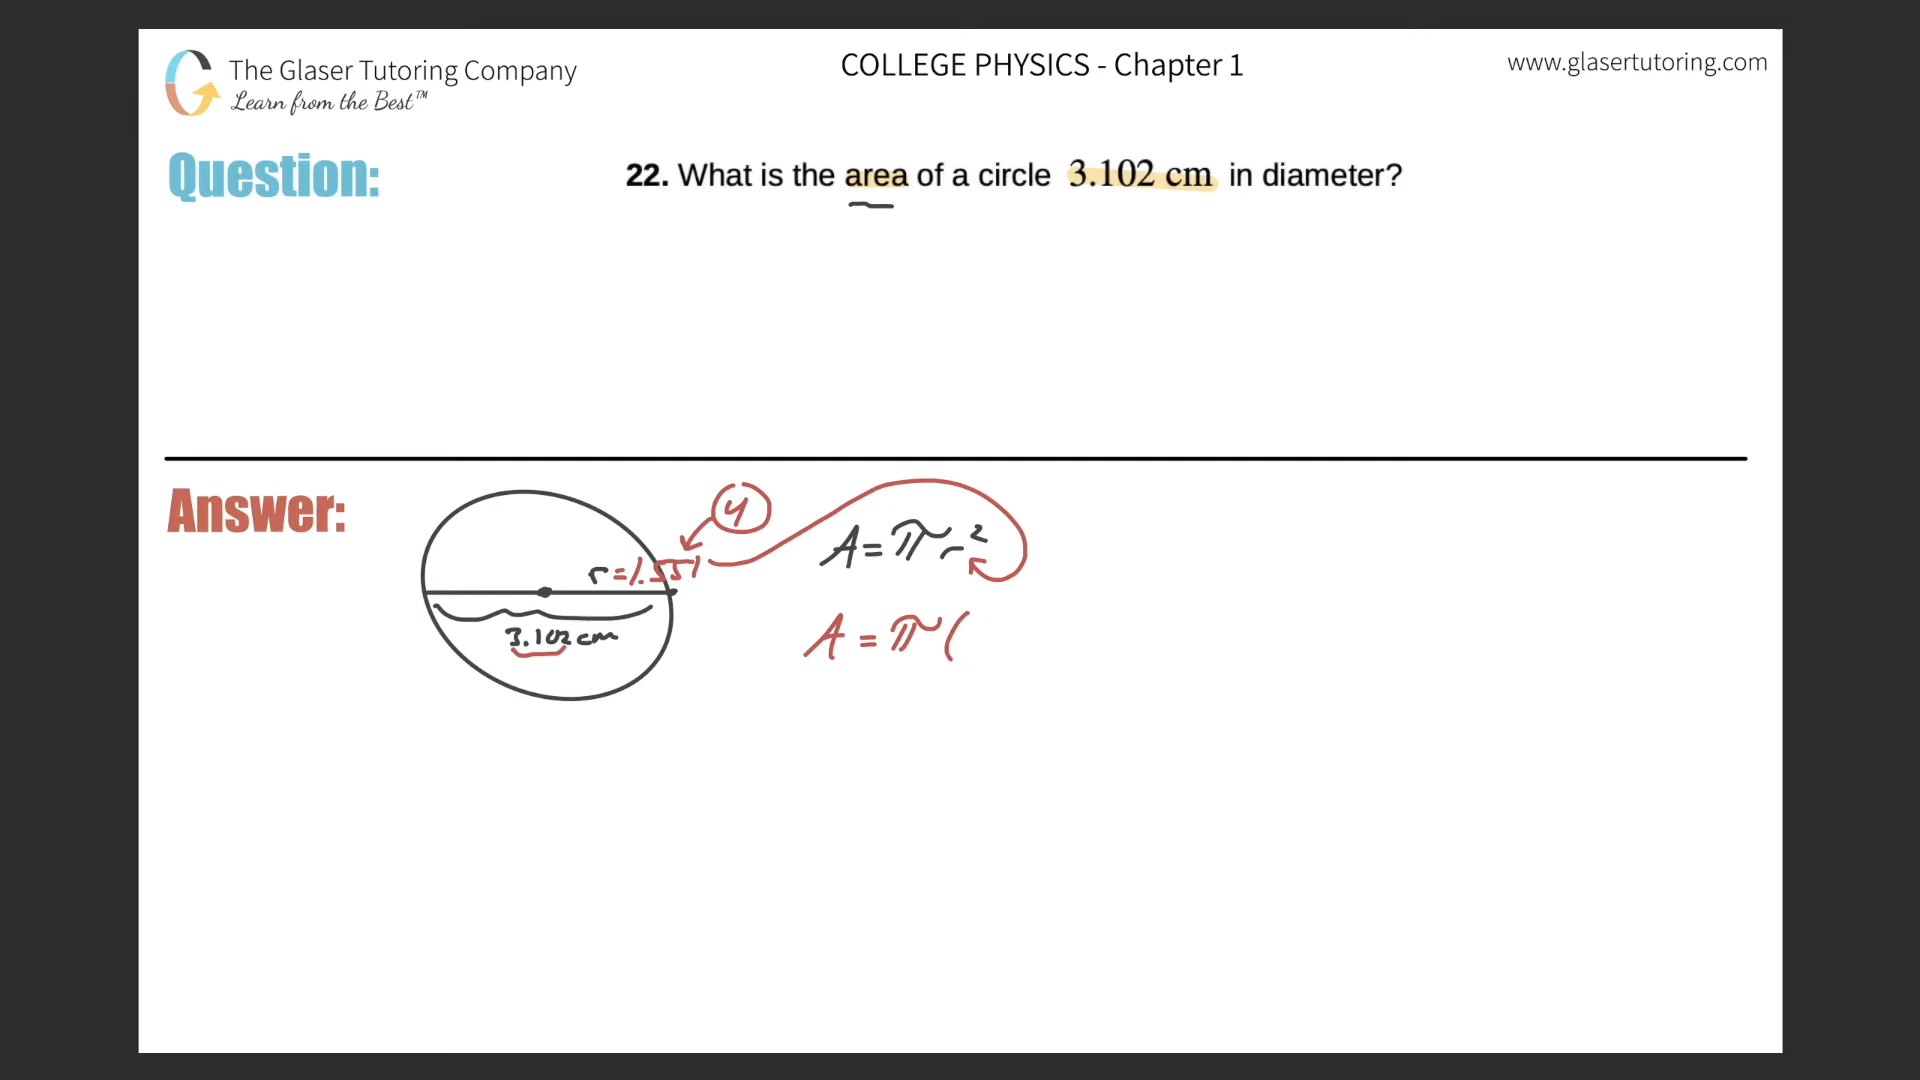 The Glaser Tutoring Company
Learn from the Best™
COLLEGE PHYSICS - Chapter 1
www.glasertutoring.com
Question:
22. What is the area of a circle 3.102 cm in diameter?
Answer:
4
r=1.551
3.102 cm
A = πr²
A = π(